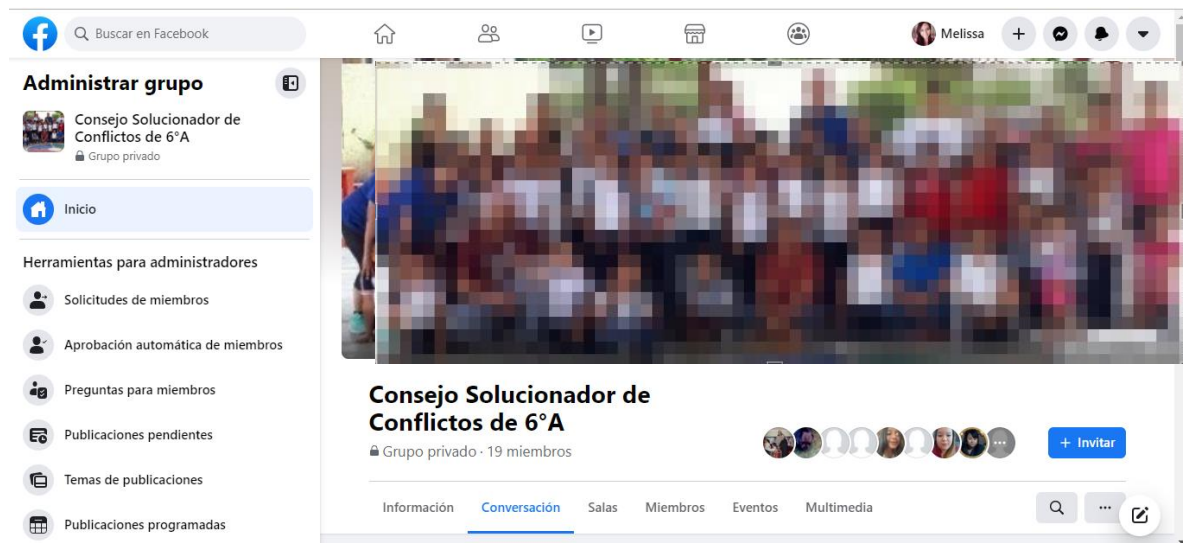 Buscar en Facebook
Melissa
Administrar grupo
Consejo Solucionador de
Conflictos de 6°A
Grupo privado
Inicio
Herramientas para administradores
Solicitudes de miembros
Aprobación automática de miembros
Preguntas para miembros
Publicaciones pendientes
Temas de publicaciones
Publicaciones programadas
Consejo Solucionador de
Conflictos de 6°A
Grupo privado · 19 miembros
+ Invitar
Información Conversación Salas Miembros Eventos Multimedia